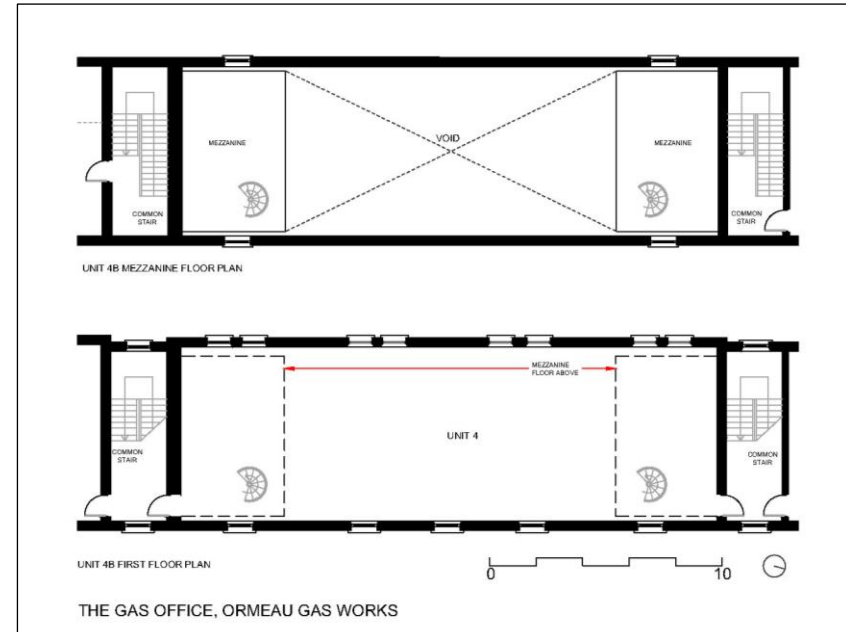 VOID
MEZZANINE
MEZZANINE
COMMON
STAIR
COMMON
STAIR
UNIT 4B MEZZANINE FLOOR PLAN
MEZZANINE
FLOOR ABOVE
UNIT 4
COMMON
STAIR
COMMON
STAIR
UNIT 4B FIRST FLOOR PLAN
0
10
THE GAS OFFICE, ORMEAU GAS WORKS